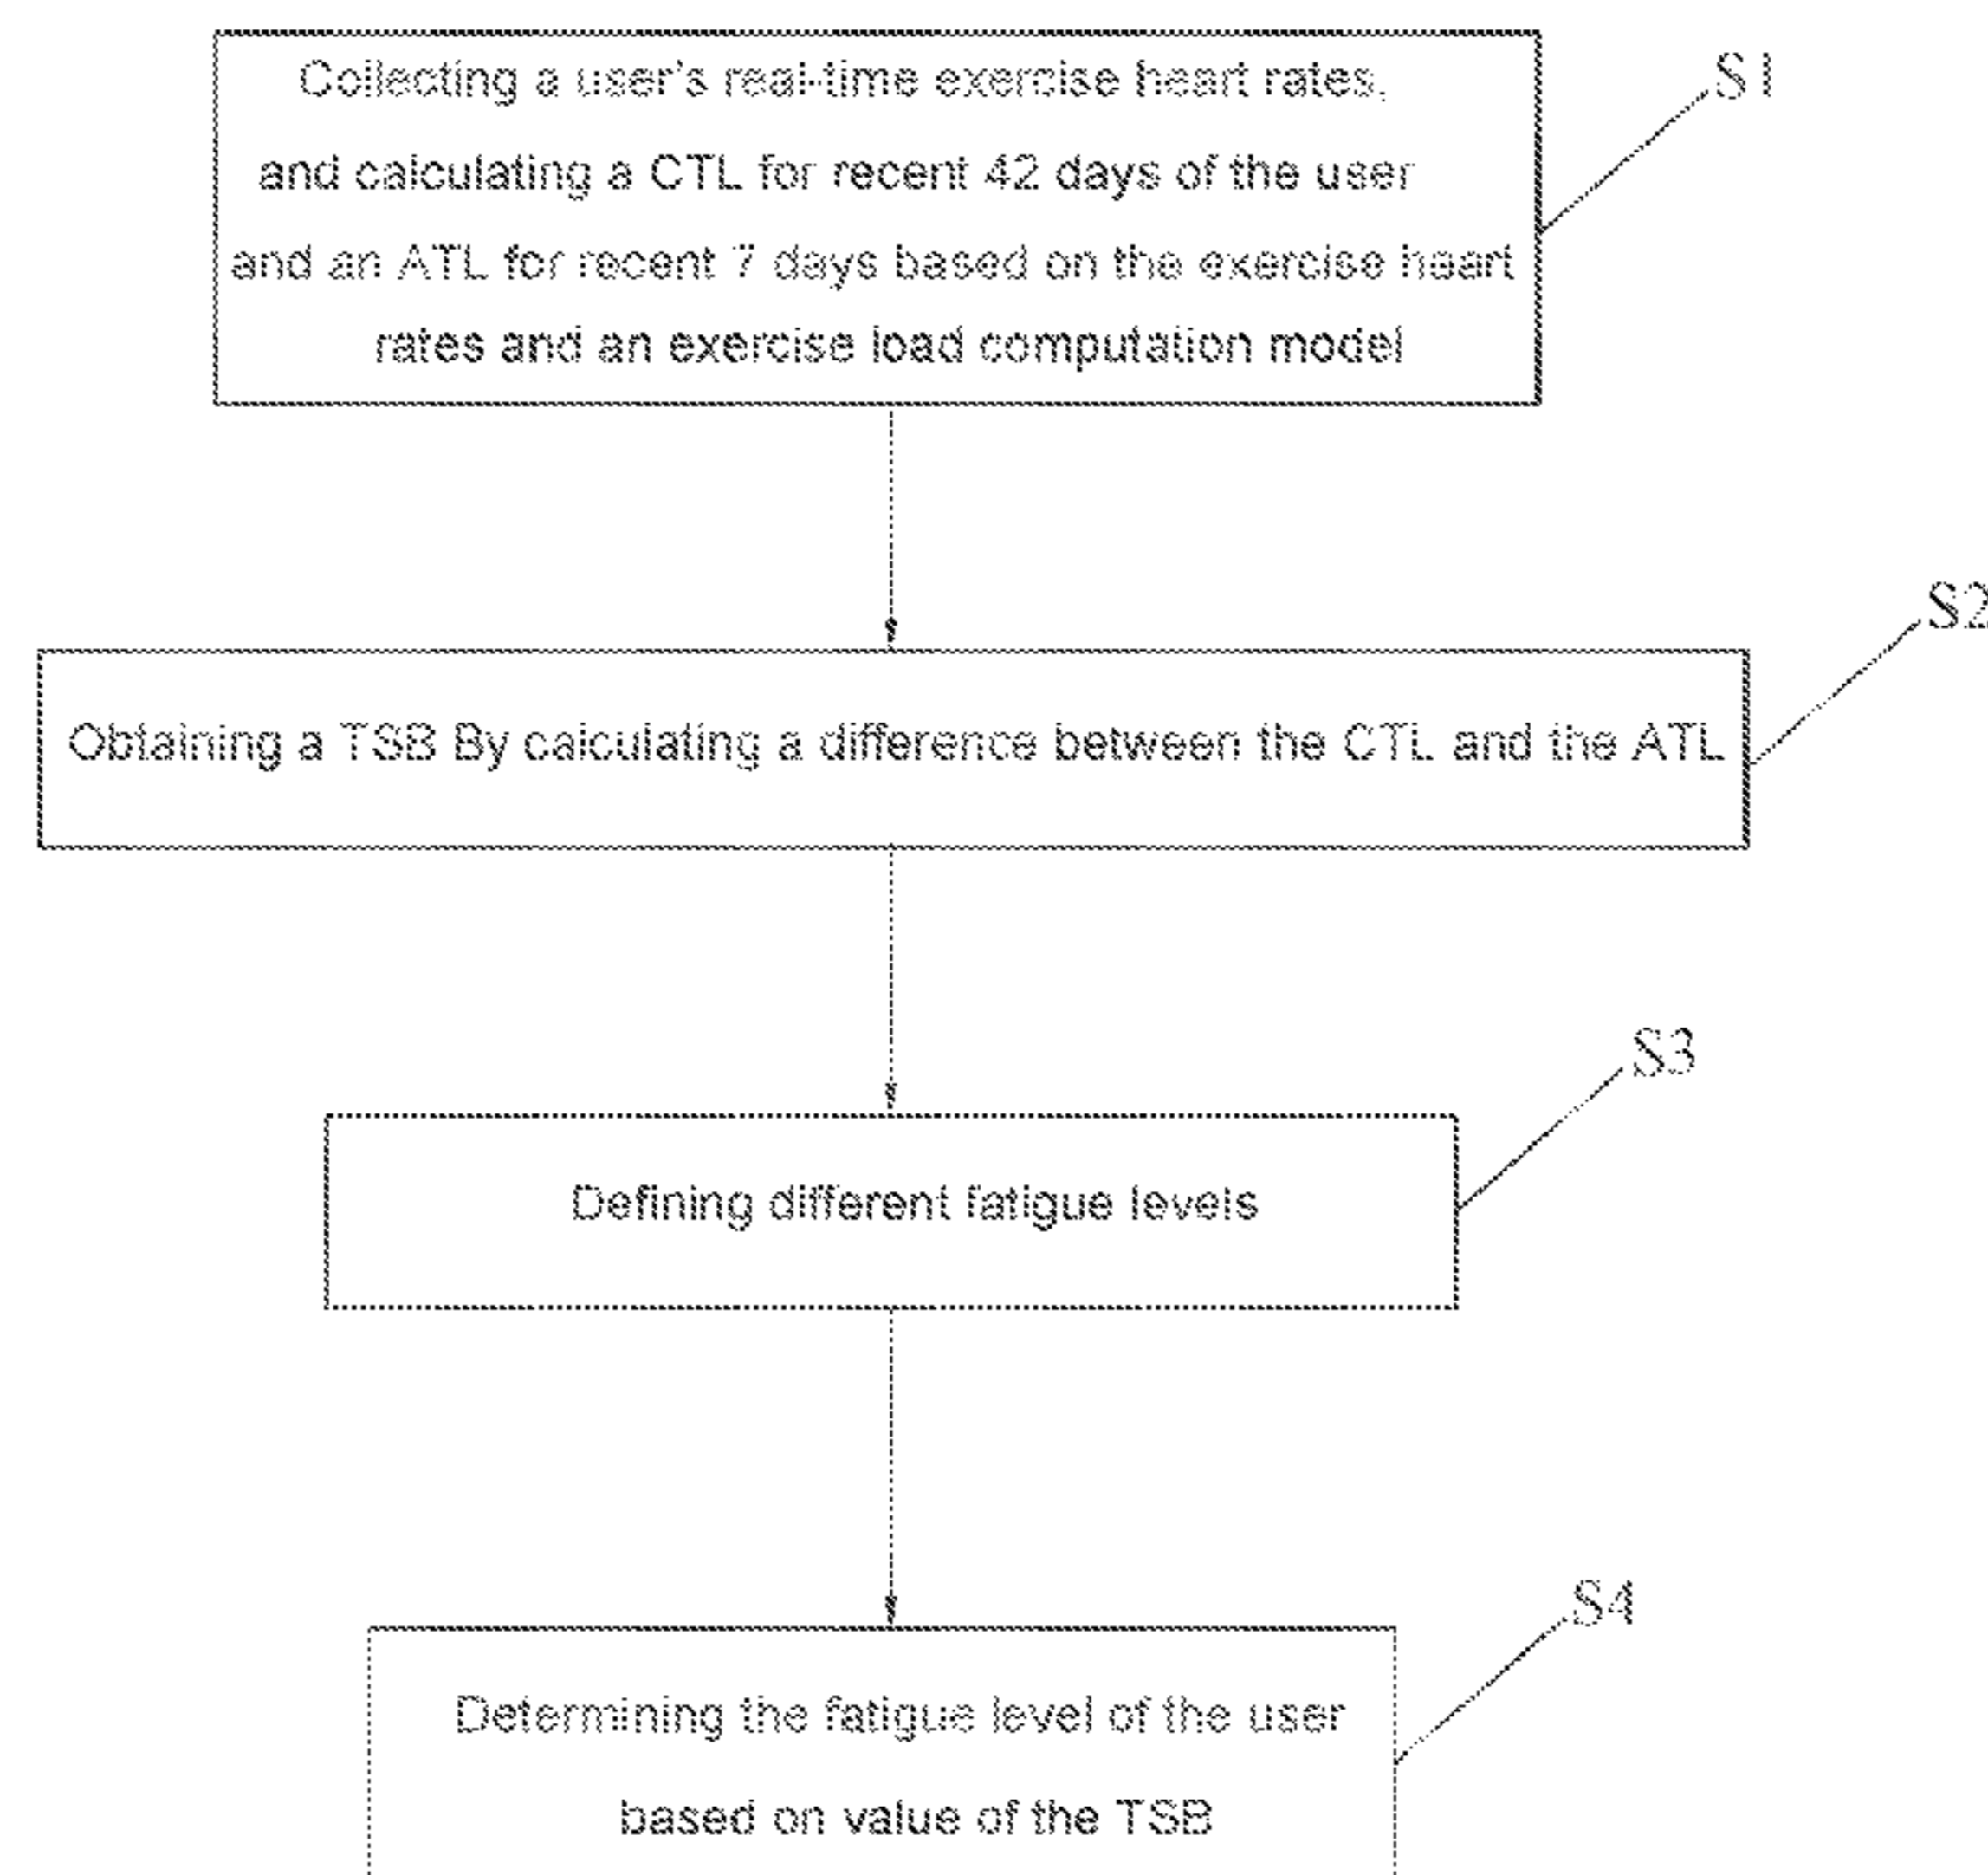 Collecting a user's real-time exercise heart rates,
and calculating a CTL for recent 42 days of the user
and an ATL for recent 7 days based on the exercise heart
rates and an exercise load computation model
S1
Obtaining a TSB By calculating a difference between the CTL and the ATL
S2
Defining different fatigue levels
S3
Determining the fatigue level of the user
based on value of the TSB
S4